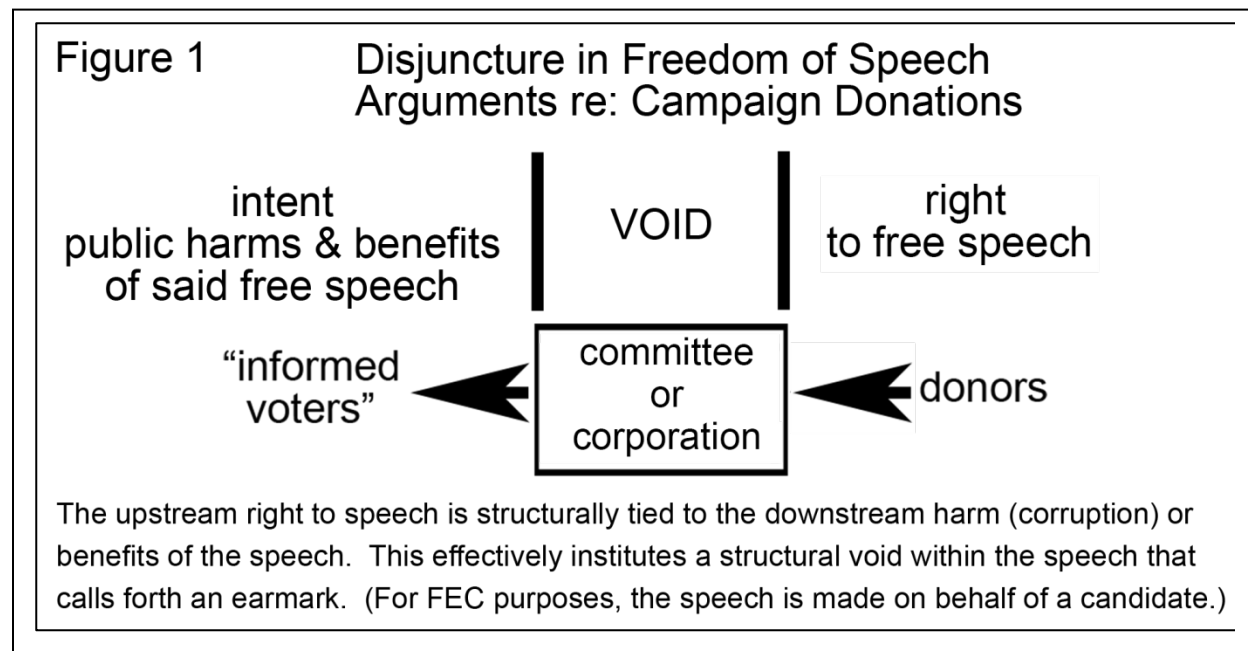 Figure 1
Disjuncture in Freedom of Speech
Arguments re: Campaign Donations
intent
public harms & benefits
of said free speech
VOID
right
to free speech
“informed
voters”
committee
or
corporation
donors
The upstream right to speech is structurally tied to the downstream harm (corruption) or
benefits of the speech.  This effectively institutes a structural void within the speech that
calls forth an earmark.  (For FEC purposes, the speech is made on behalf of a candidate.)